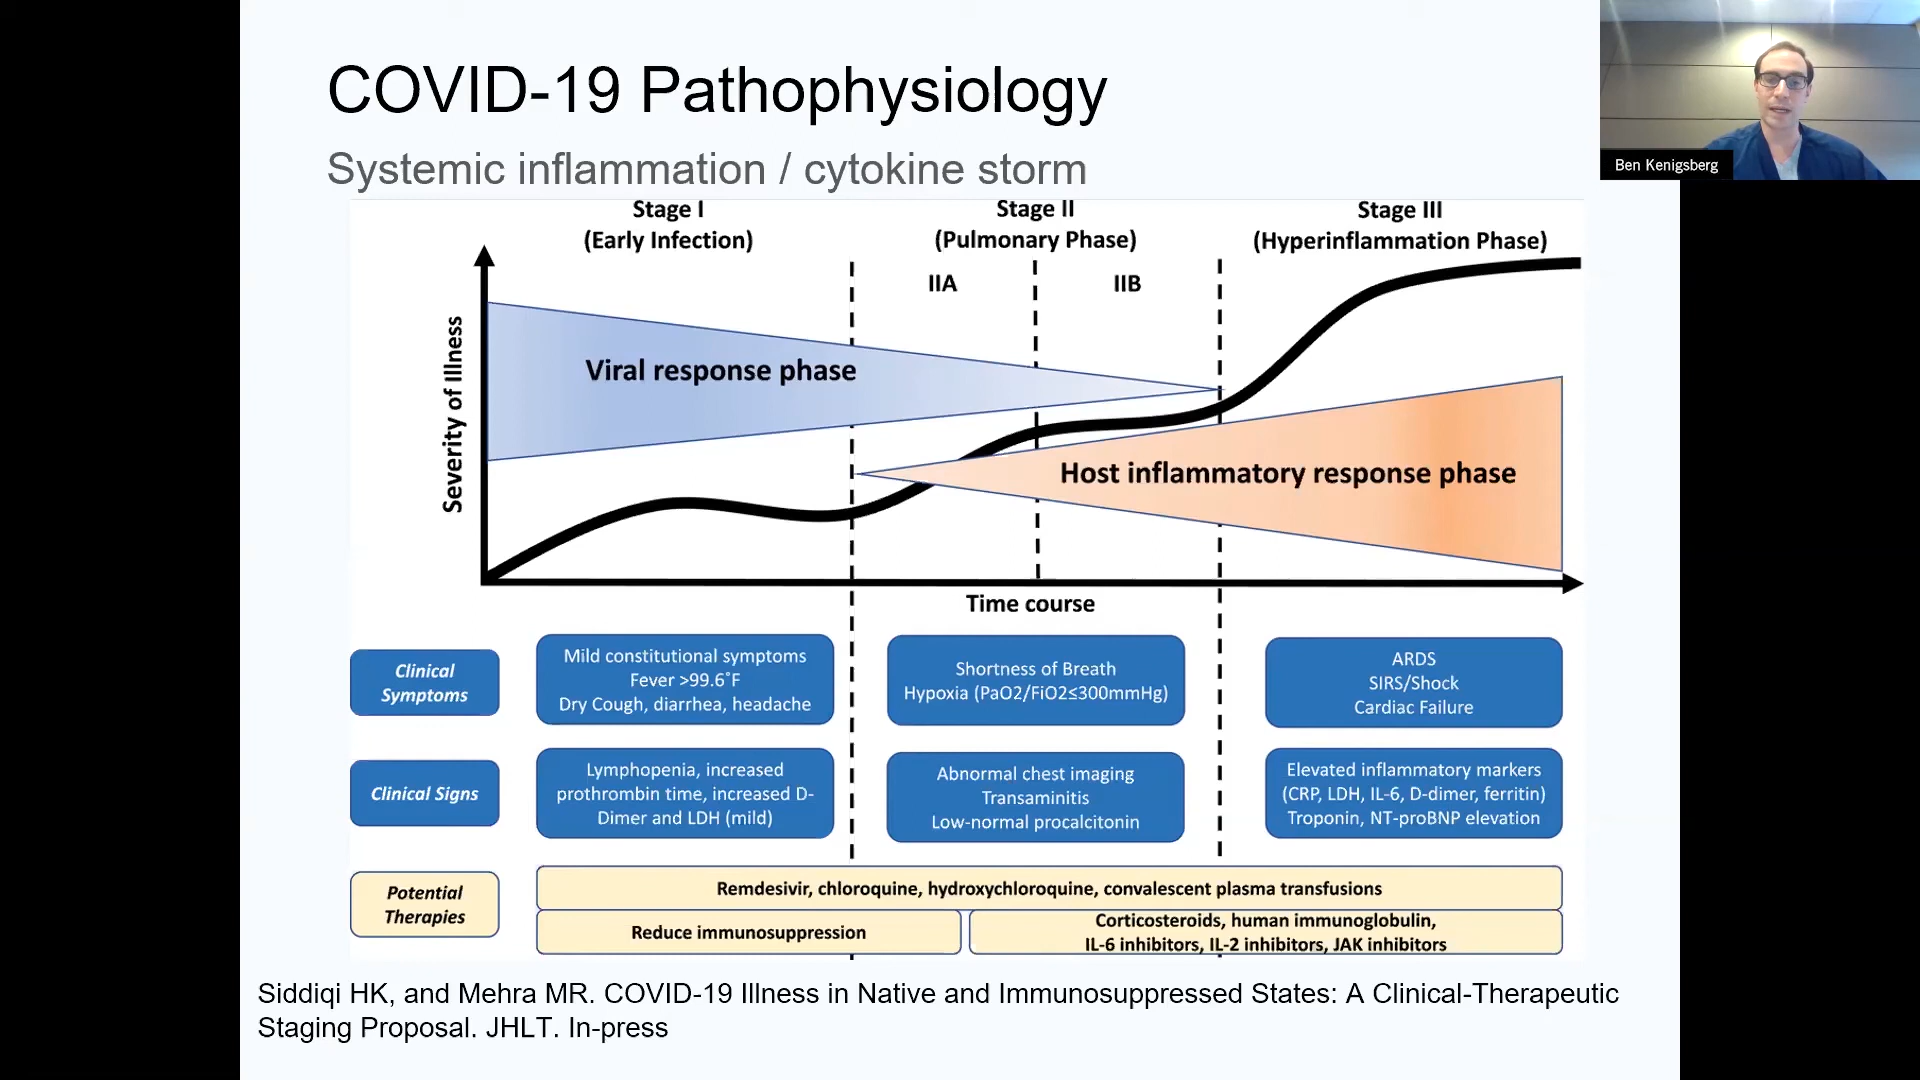 COVID-19 Pathophysiology
Systemic inflammation / cytokine storm
Ben Kenigsberg
Stage I
(Early Infection)
Stage II
(Pulmonary Phase)
Stage III
(Hyperinflammation Phase)
IIA
IIB
Severity of Illness
Viral response phase
Host inflammatory response phase
Time course
Clinical
Symptoms
Mild constitutional symptoms
Fever >99.6°F
Dry Cough, diarrhea, headache
Shortness of Breath
Hypoxia (PaO2/FiO2≤300mmHg)
ARDS
SIRS/Shock
Cardiac Failure
Clinical Signs
Lymphopenia, increased
prothrombin time, increased D-
Dimer and LDH (mild)
Abnormal chest imaging
Transaminitis
Low-normal procalcitonin
Elevated inflammatory markers
(CRP, LDH, IL-6, D-dimer, ferritin)
Troponin, NT-proBNP elevation
Potential
Therapies
Remdesivir, chloroquine, hydroxychloroquine, convalescent plasma transfusions
Reduce immunosuppression
Corticosteroids, human immunoglobulin,
IL-6 inhibitors, IL-2 inhibitors, JAK inhibitors
Siddiqi HK, and Mehra MR. COVID-19 Illness in Native and Immunosuppressed States: A Clinical-Therapeutic
Staging Proposal. JHLT. In-press